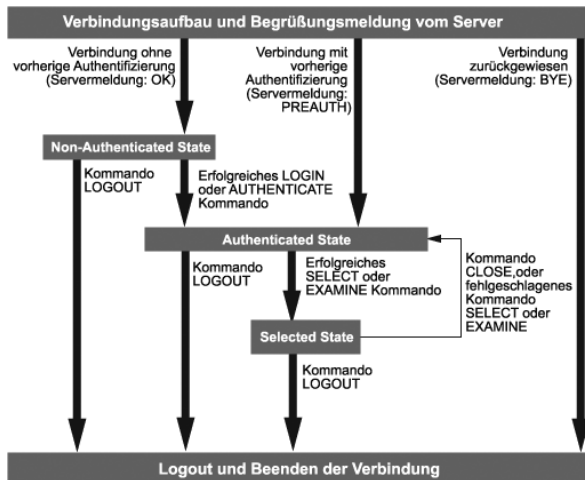 Verbindungsaufbau und Begrüßungsmeldung vom Server
Verbindung ohne
vorherige Authentifizierung
(Servermeldung: OK)
Verbindung mit
vorherige
Authentifizierung
(Servermeldung:
PREAUTH)
Verbindung
zurückgewiesen
(Servermeldung: BYE)
Non-Authenticated State
Kommando
LOGOUT
Erfolgreiches LOGIN
oder AUTHENTICATE
Kommando
Authenticated State
Kommando
LOGOUT
Erfolgreiches
SELECT oder
EXAMINE Kommando
Kommando
CLOSE,oder
fehlgeschlagenes
Kommando
SELECT oder
EXAMINE
Selected State
Kommando
LOGOUT
Logout und Beenden der Verbindung